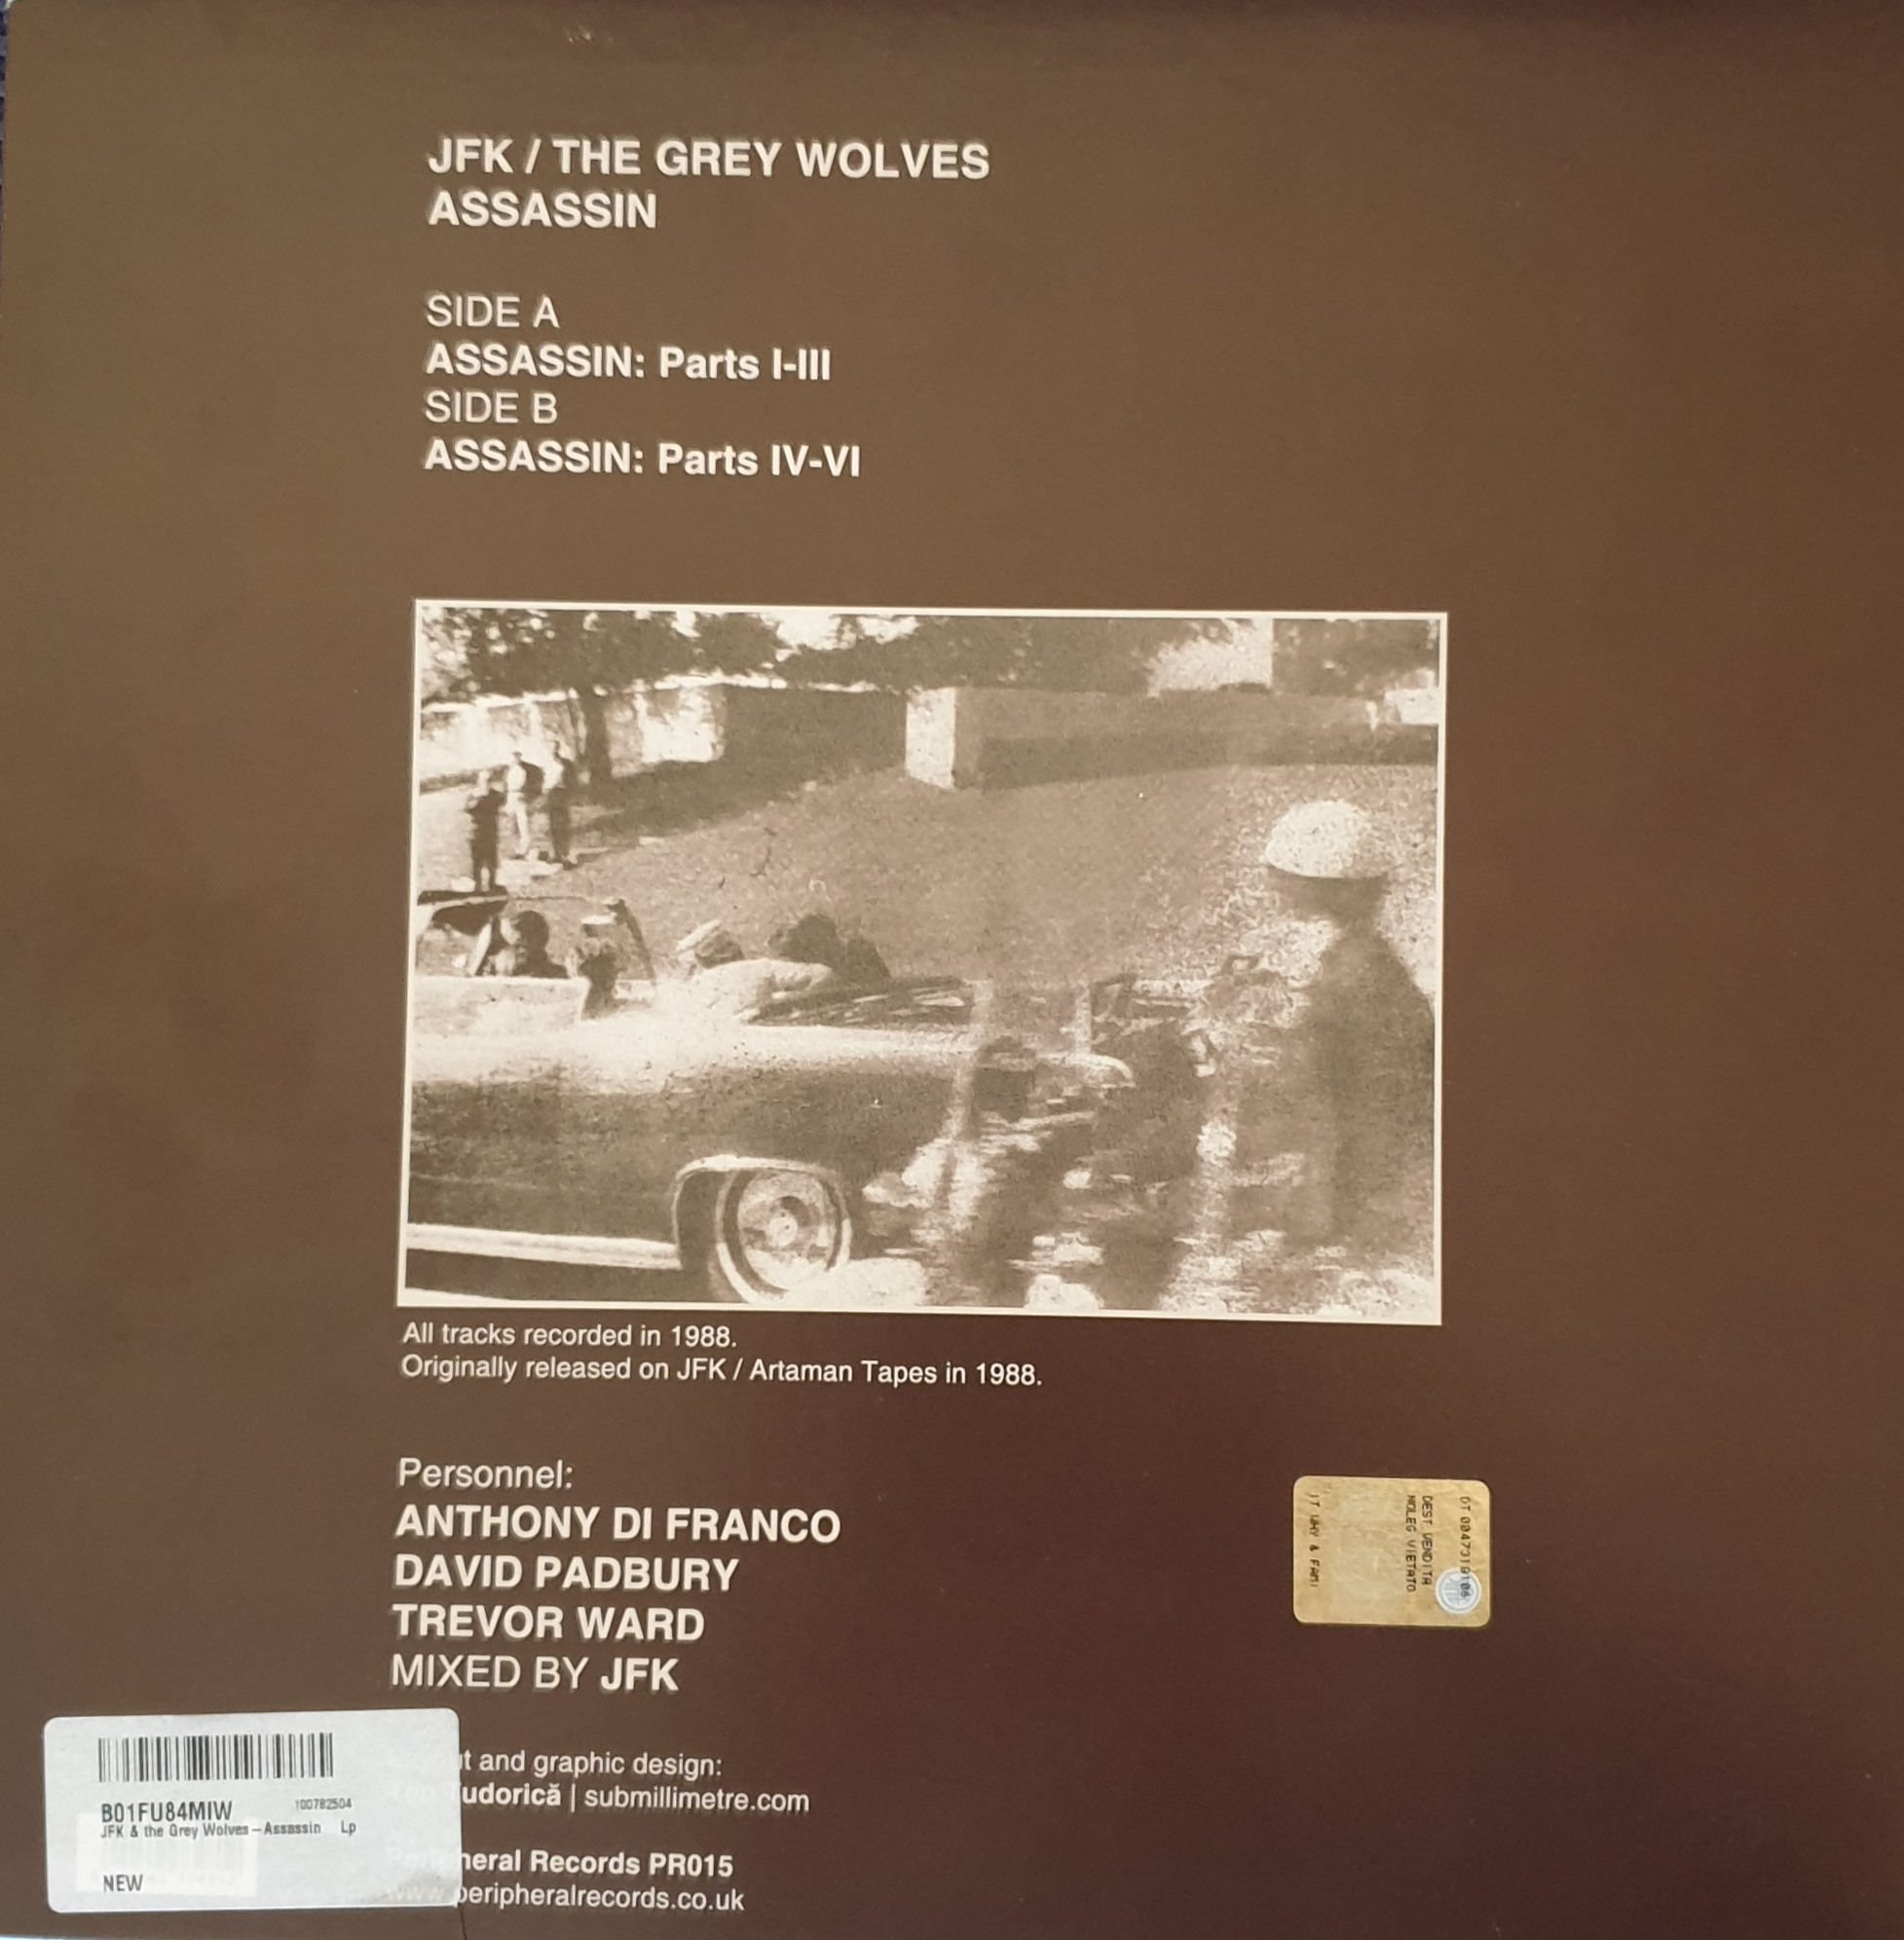 JFK / THE GREY WOLVES
ASSASSIN
SIDE A
ASSASSIN: Parts I-III
SIDE B
ASSASSIN: Parts IV-VI
All tracks recorded in 1988.
Originally released on JFK / Artaman Tapes in 1988.
Personnel:
ANTHONY DI FRANCO
DAVID PADBURY
TREVOR WARD
MIXED BY JFK
and graphic design:
| submillimetre.com
Records PR015
www.peripheralrecords.co.uk
B01FU84MIW 100782504
JFK & the Grey Wolves – Assassin Lp
NEW
DEST VENDITA
NOLEG VIETATO